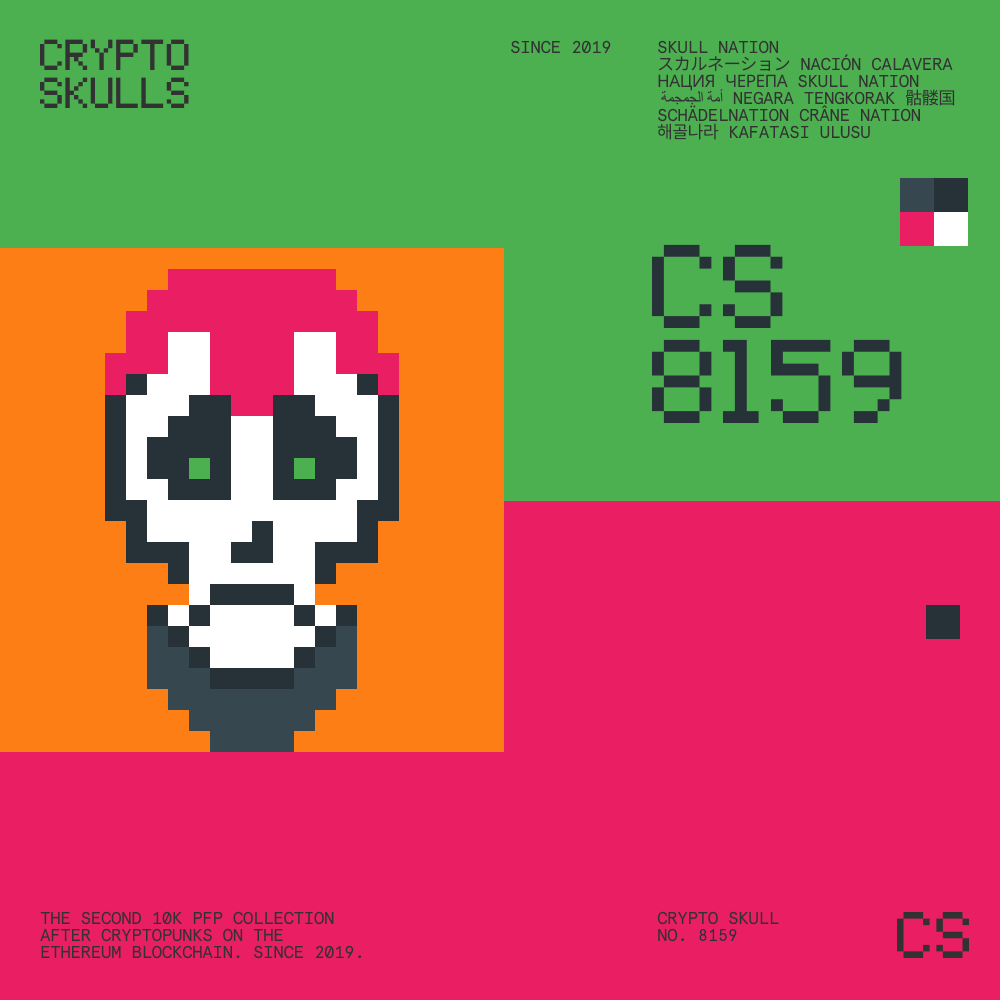 CRYPTO
SKULLS
SINCE 2019
SKULL NATION
スカルネーション NACIÓN CALAVERA
НАЦИЯ ЧЕРЕПА SKULL NATION
أمة الجمجمة NEGARA TENGKORAK 骷髅国
SCHÄDELNATION CRÂNE NATION
해골나라 KAFATASI ULUSU
CS
8159
THE SECOND 10K PFP COLLECTION
AFTER CRYPTOPUNKS ON THE
ETHEREUM BLOCKCHAIN. SINCE 2019.
CRYPTO SKULL
NO. 8159
CS